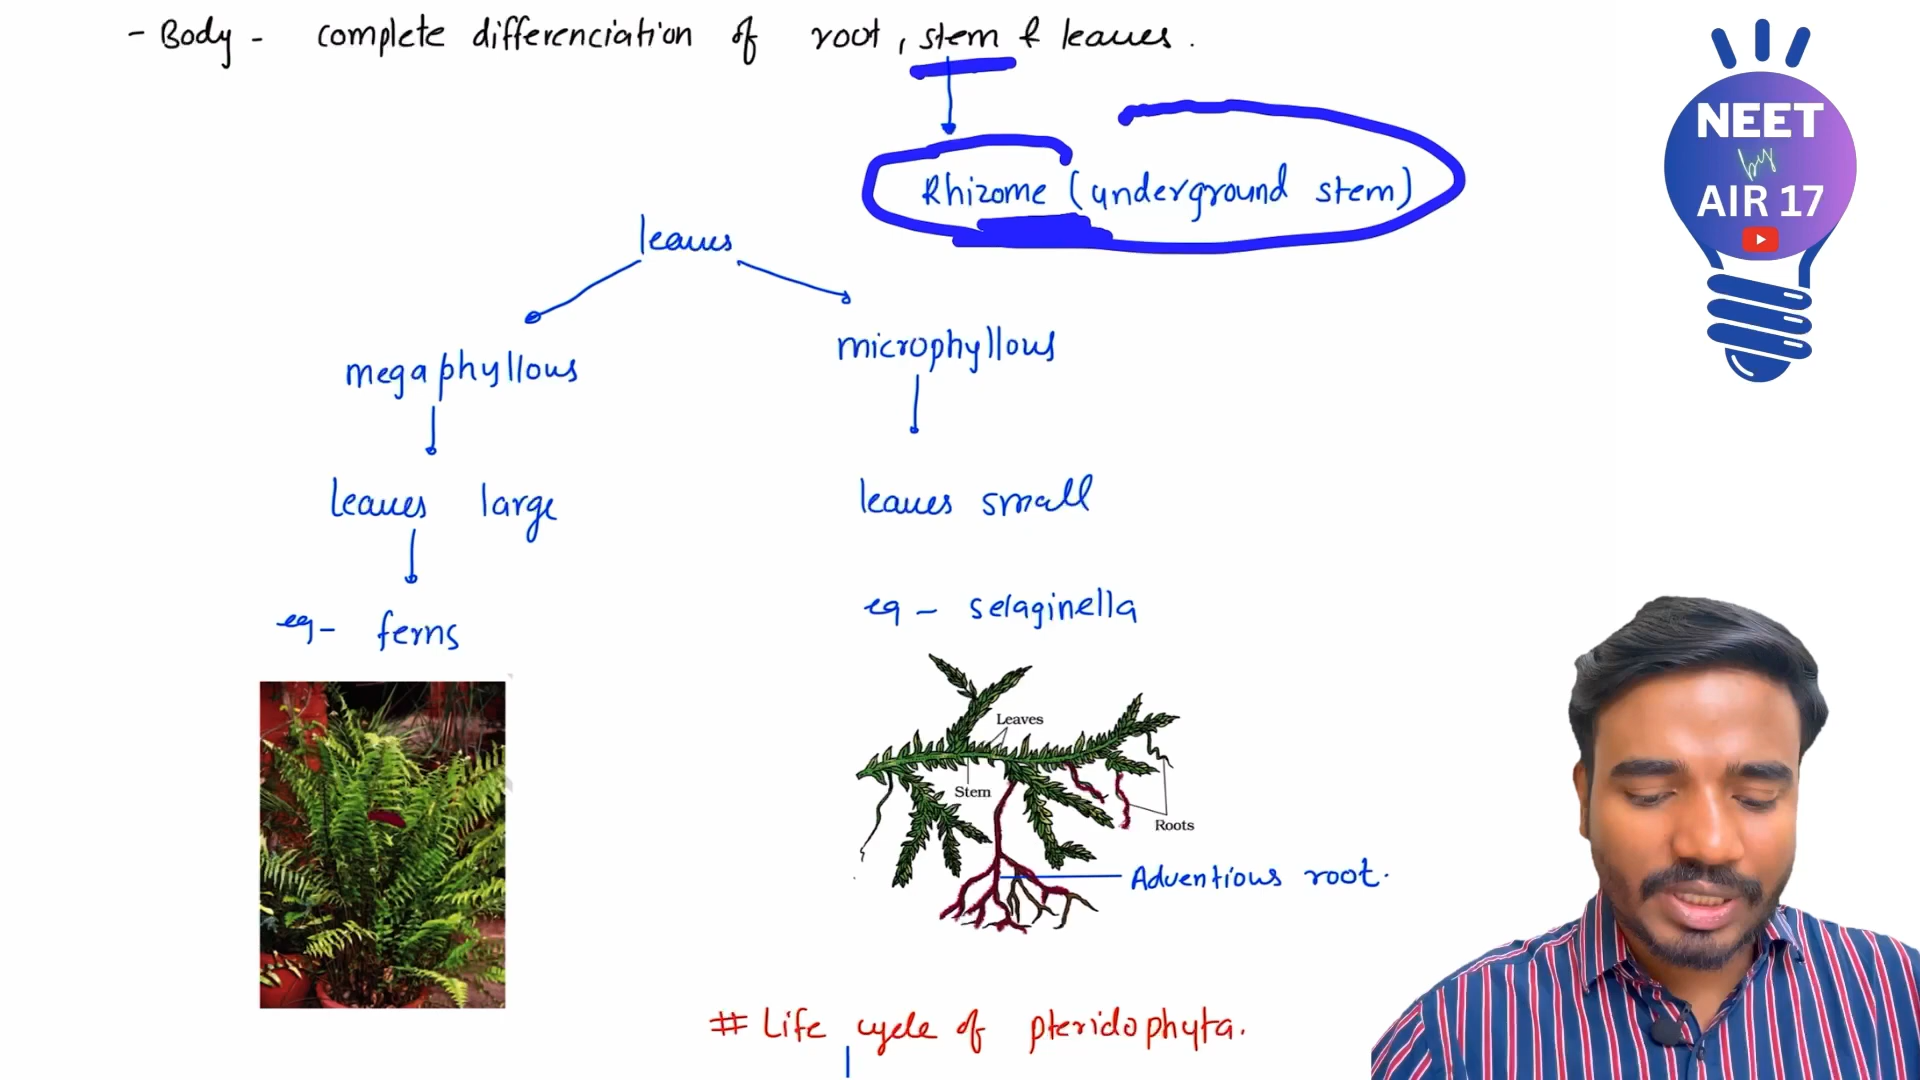 - Body - complete differenciation of root, stem & leaves.
Rhizome (underground stem)
leaves
megaphyllous
microphyllous
leaves large
leaves small
eg- ferns
eg - selaginella
Leaves
Stem
Roots
Adventious root.
# Life cycle of pteridophyta.
NEET
by
AIR 17